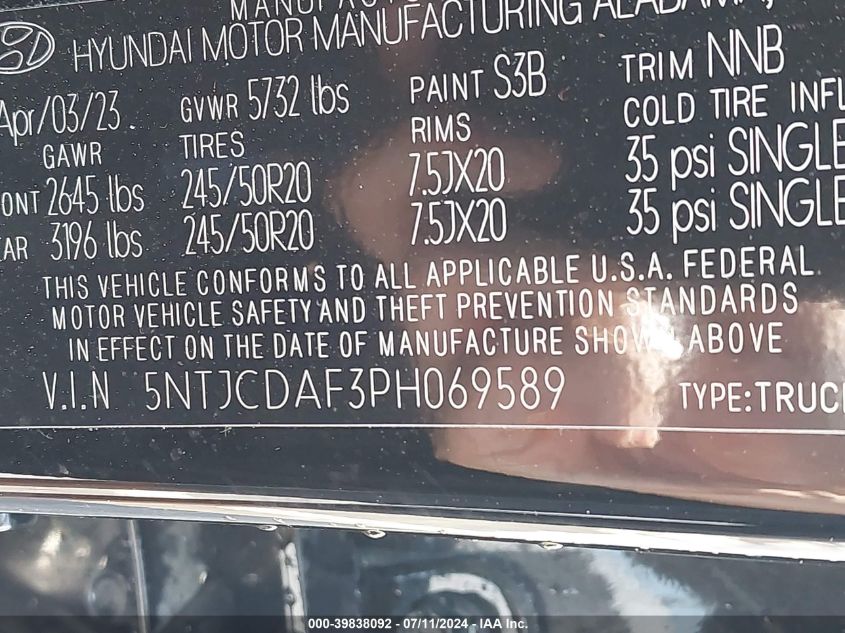 HYUNDAI MOTOR MANUFACTURING ALABAMA,
Apr/03/23 GVWR 5732 lbs PAINT S3B TRIM NNB
GAWR TIRES RIMS COLD TIRE INFL
ONT 2645 lbs 245/50R20 7.5JX20 35 psi SINGLE
EAR 3196 lbs 245/50R20 7.5JX20 35 psi SINGLE
THIS VEHICLE CONFORMS TO ALL APPLICABLE U.S.A. FEDERAL
MOTOR VEHICLE SAFETY AND THEFT PREVENTION STANDARDS
IN EFFECT ON THE DATE OF MANUFACTURE SHOWN ABOVE
V.I.N 5NTJCDAF3PH069589 TYPE:TRUCK
000-39838092 - 07/11/2024 - IAA Inc.